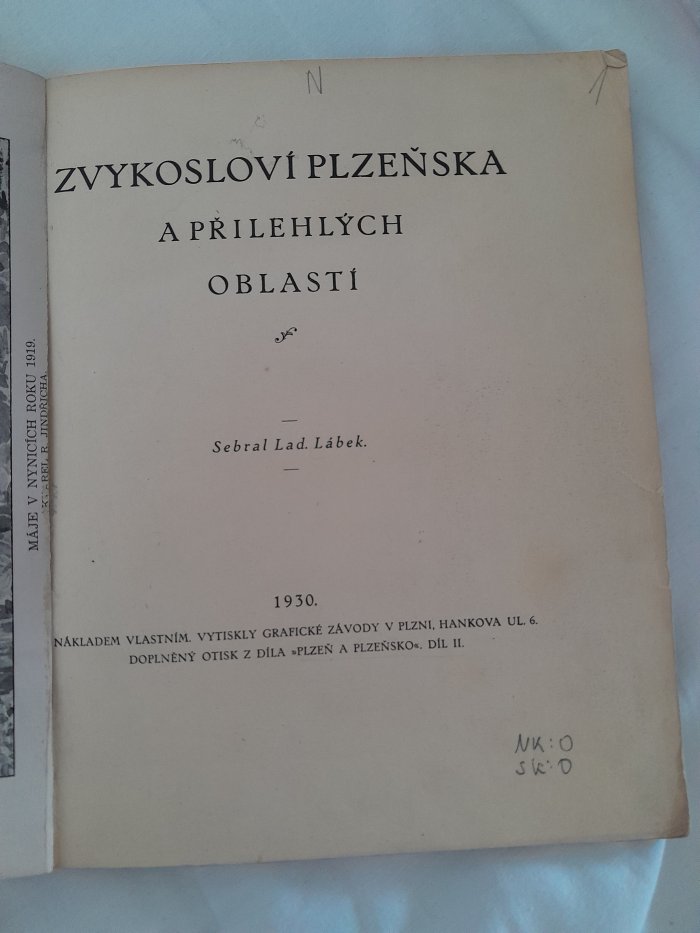 N
ZVYKOSLOVÍ PLZEŇSKA
A PŘILEHLÝCH
OBLASTÍ
Sebral Lad. Lábek.
1930.
NÁKLADEM VLASTNÍM. VYTISKLY GRAFICKÉ ZÁVODY V PLZNI, HANKOVA UL. 6.
DOPLNĚNÝ OTISK Z DÍLA »PLZEŇ A PLZEŇSKO«. DÍL II.
NK: O
SK: O
MÁJE V NYNICÍCH ROKU 1919.
R. JINDŘICHA.